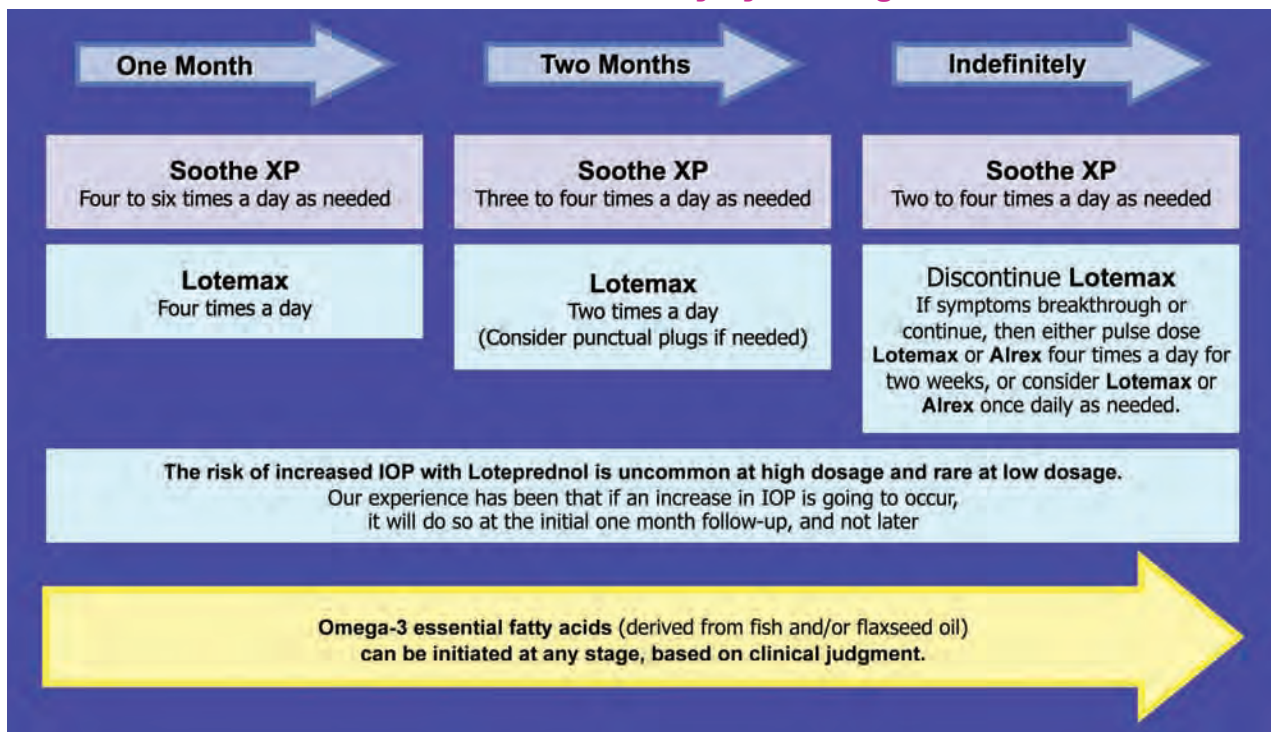 One Month
Two Months
Indefinitely
Soothe XP
Four to six times a day as needed
Soothe XP
Three to four times a day as needed
Soothe XP
Two to four times a day as needed
Lotemax
Four times a day
Lotemax
Two times a day
(Consider punctual plugs if needed)
Discontinue Lotemax
If symptoms breakthrough or
continue, then either pulse dose
Lotemax or Alrex four times a day for
two weeks, or consider Lotemax or
Alrex once daily as needed.
The risk of increased IOP with Loteprednol is uncommon at high dosage and rare at low dosage.
Our experience has been that if an increase in IOP is going to occur,
it will do so at the initial one month follow-up, and not later
Omega-3 essential fatty acids (derived from fish and/or flaxseed oil)
can be initiated at any stage, based on clinical judgment.